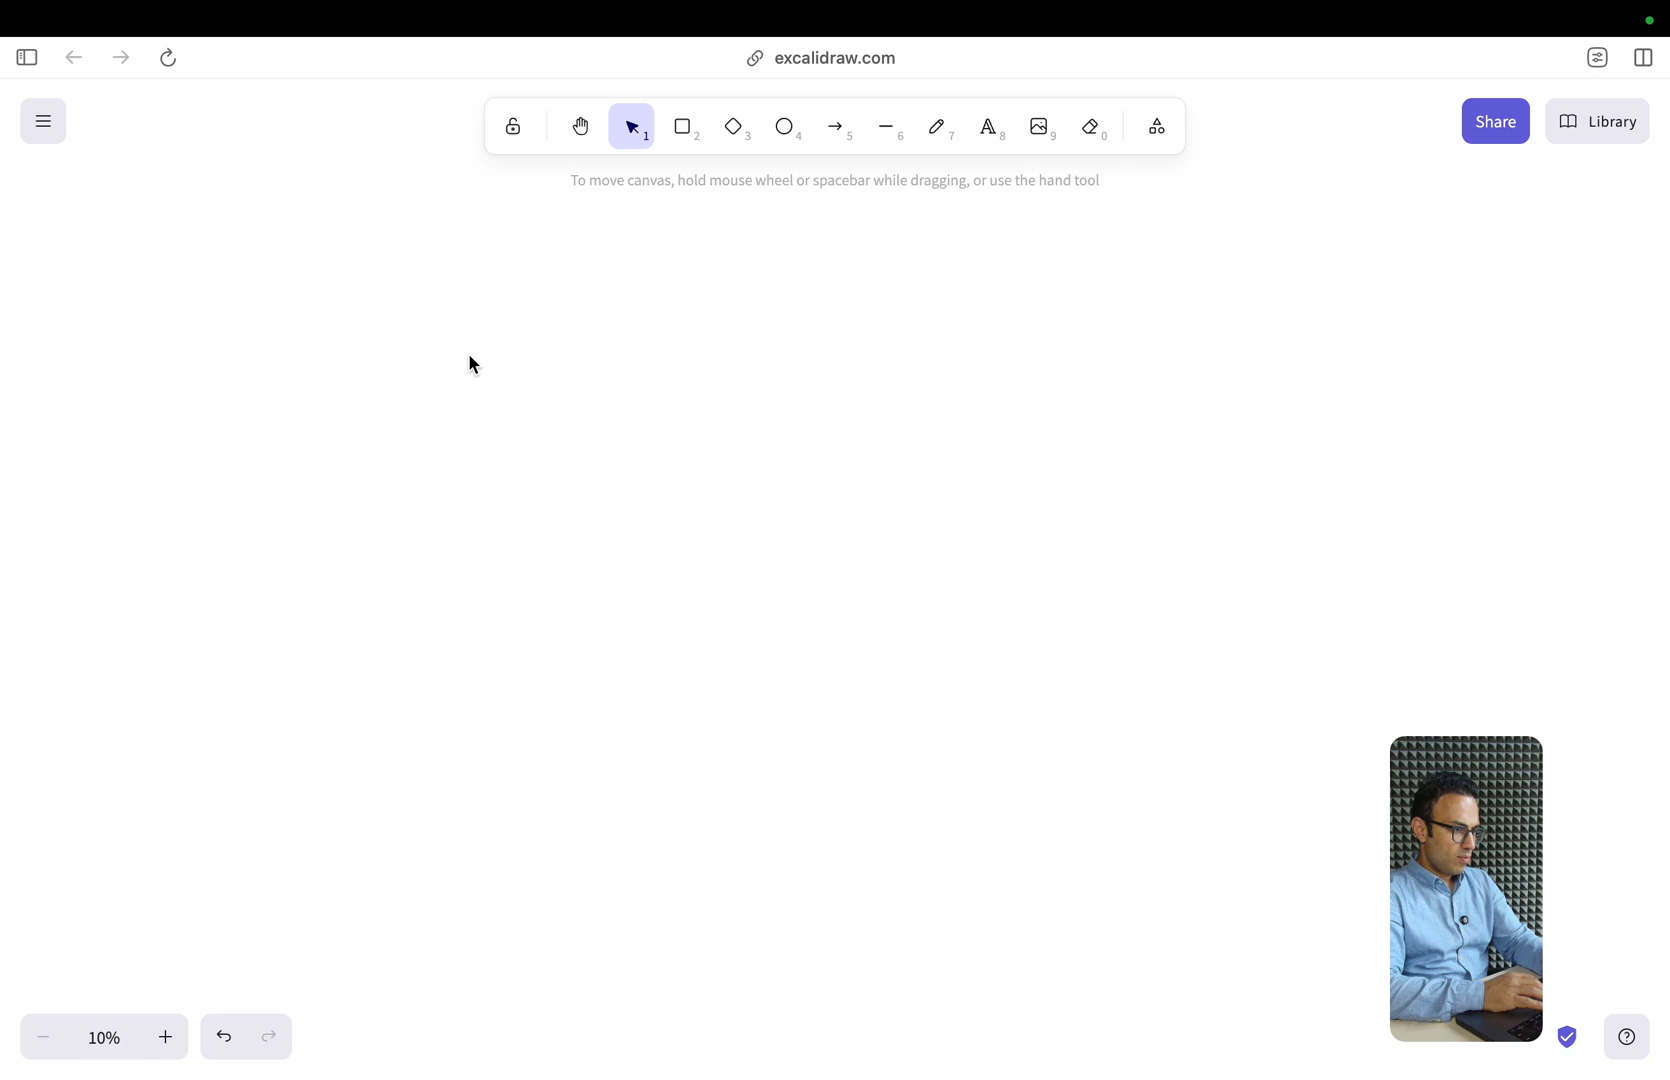 excalidraw.com
1
2
3
4
5
6
7
8
9
0
Share
Library
To move canvas, hold mouse wheel or spacebar while dragging, or use the hand tool
10%